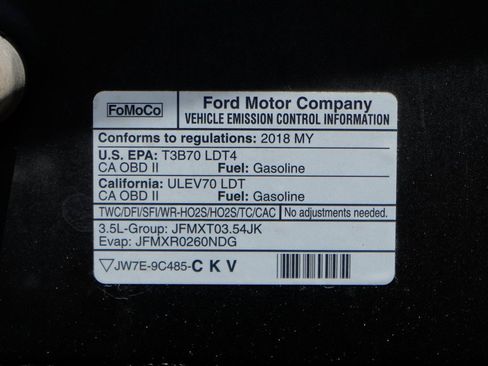 FoMoCo
Ford Motor Company
VEHICLE EMISSION CONTROL INFORMATION
Conforms to regulations: 2018 MY
U.S. EPA: T3B70 LDT4
CA OBD II Fuel: Gasoline
California: ULEV70 LDT
CA OBD II Fuel: Gasoline
TWC/DFI/SFI/WR-HO2S/HO2S/TC/CAC No adjustments needed.
3.5L-Group: JFMXT03.54JK
Evap: JFMXR0260NDG
▽JW7E-9C485-C K V